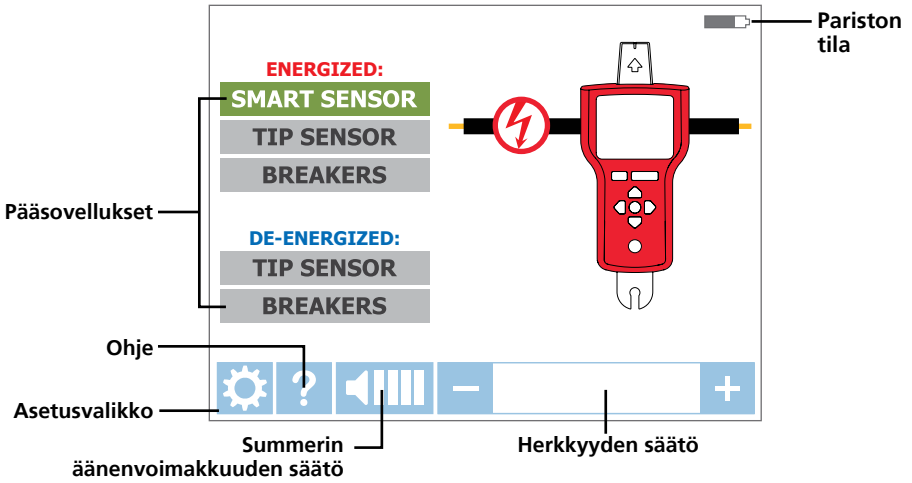 Pariston
tila
ENERGIZED:
SMART SENSOR
TIP SENSOR
BREAKERS
Pääsovellukset
DE-ENERGIZED:
TIP SENSOR
BREAKERS
Ohje
?
Asetusvalikko
Summerin
äänenvoimakkuuden säätö
Herkkyyden säätö